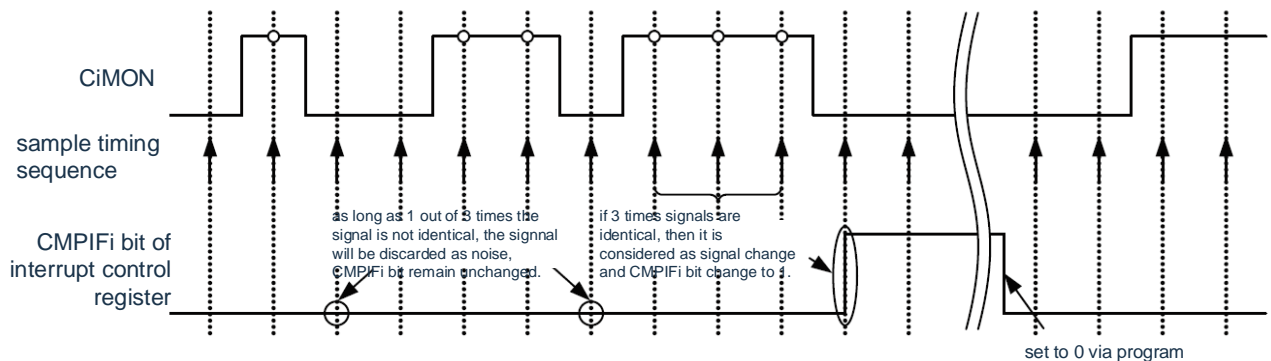 CiMON
sample timing
sequence
as long as 1 out of 3 times the
signal is not identical, the signnal
will be discarded as noise,
CMPIFi bit remain unchanged.
if 3 times signals are
identical, then it is
considered as signal change
and CMPIFi bit change to 1.
CMPIFi bit of
interrupt control
register
set to 0 via program